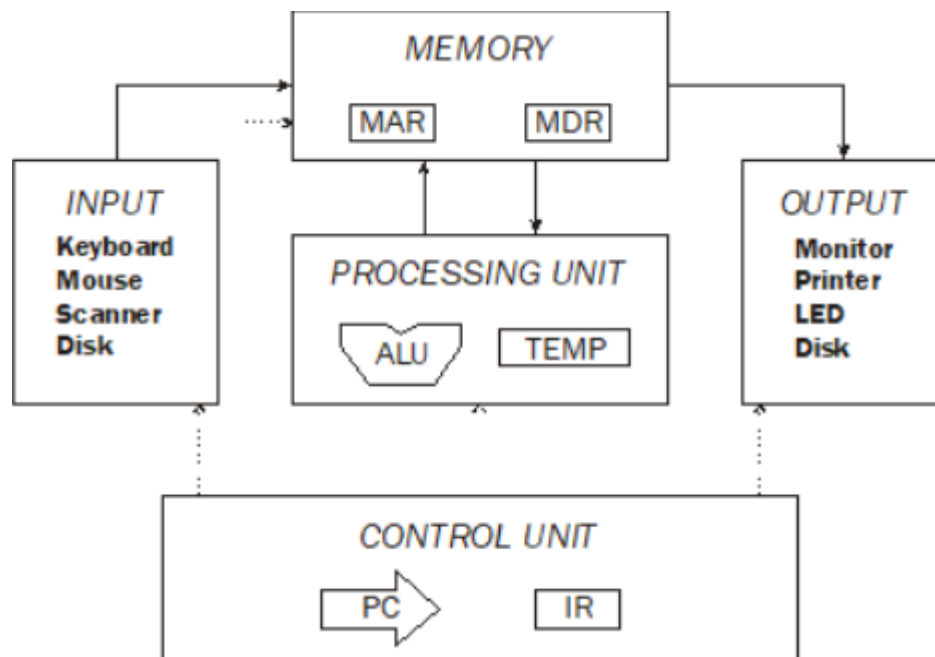 MEMORY
MAR
MDR
INPUT
Keyboard
Mouse
Scanner
Disk
PROCESSING UNIT
ALU
TEMP
OUTPUT
Monitor
Printer
LED
Disk
CONTROL UNIT
PC
IR